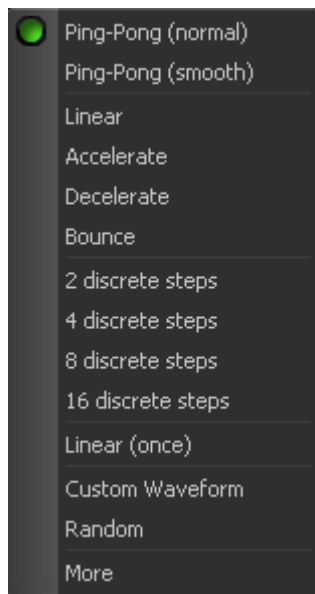 Ping-Pong (normal)
Ping-Pong (smooth)
Linear
Accelerate
Decelerate
Bounce
2 discrete steps
4 discrete steps
8 discrete steps
16 discrete steps
Linear (once)
Custom Waveform
Random
More